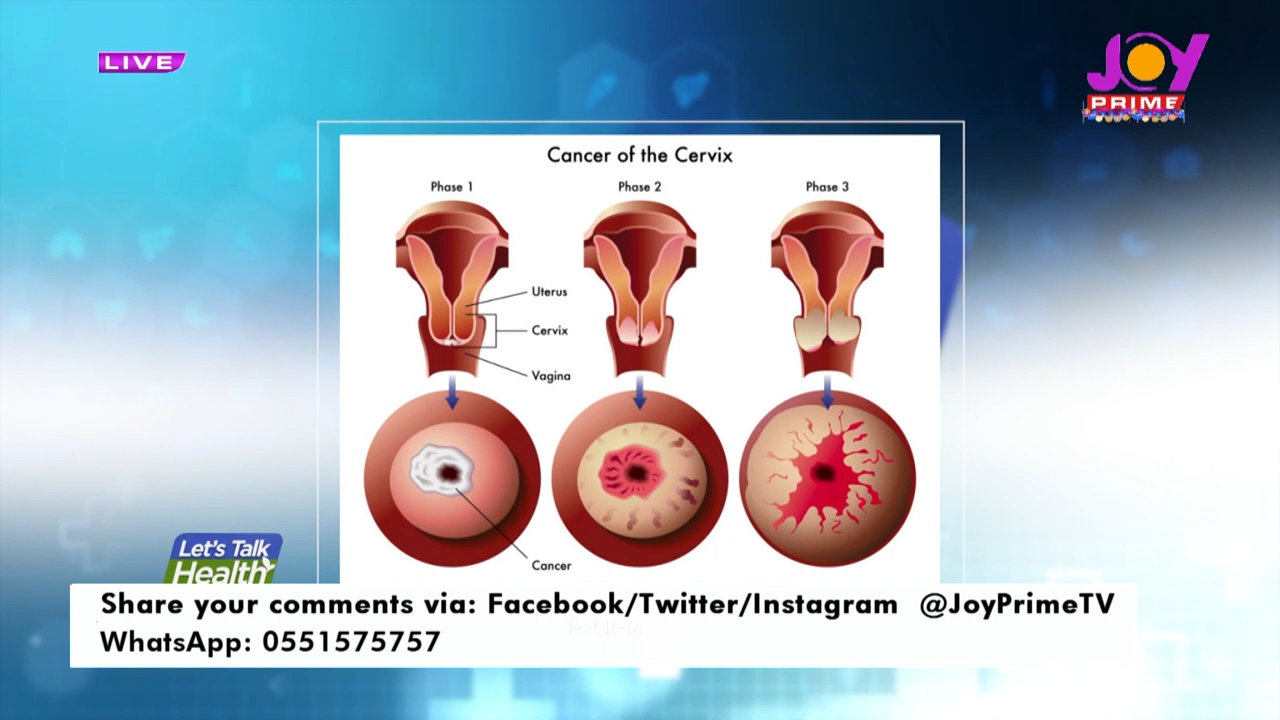 LIVE
JOY
PRIME
Cancer of the Cervix
Phase 1
Phase 2
Phase 3
Uterus
Cervix
Vagina
Cancer
Let's Talk
Health
Share your comments via: Facebook/Twitter/Instagram @JoyPrimeTV
WhatsApp: 0551575757